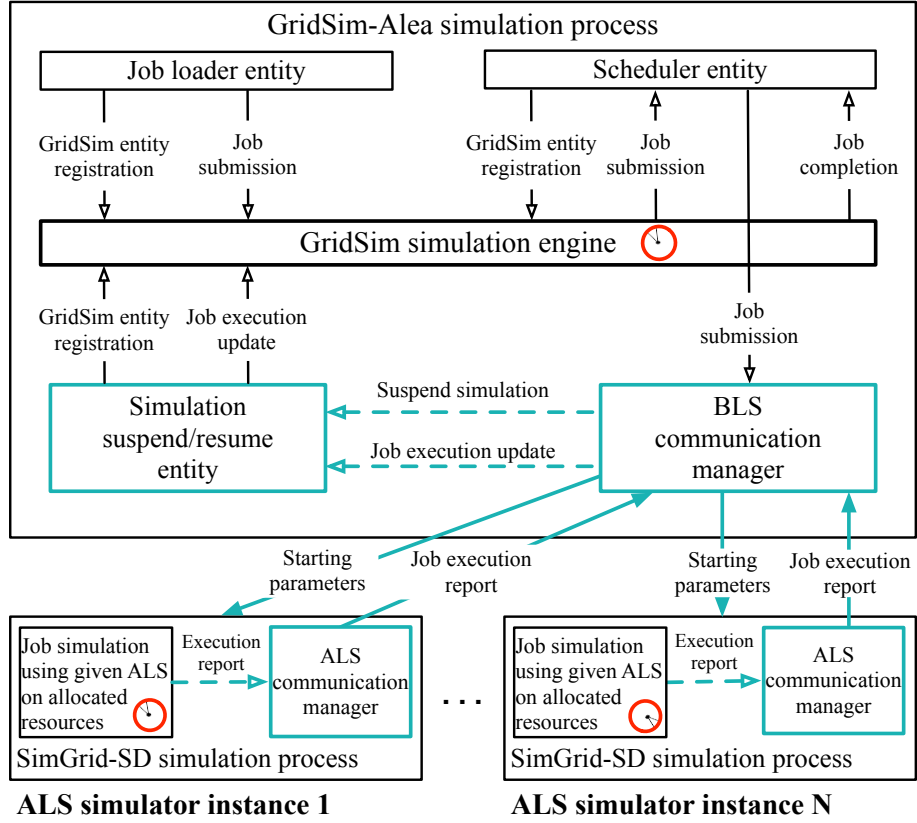 GridSim-Alea simulation process
Job loader entity
Scheduler entity
GridSim entity
registration
Job
submission
GridSim entity
registration
Job
submission
Job
completion
GridSim simulation engine
GridSim entity
registration
Job execution
update
Job
submission
Simulation
suspend/resume
entity
Suspend simulation
Job execution update
BLS
communication
manager
Starting
parameters
Job execution
report
Starting
parameters
Job execution
report
Job simulation
using given ALS
on allocated
resources
Execution
report
ALS
communication
manager
SimGrid-SD simulation process
. . .
Job simulation
using given ALS
on allocated
resources
Execution
report
ALS
communication
manager
SimGrid-SD simulation process
ALS simulator instance 1
ALS simulator instance N